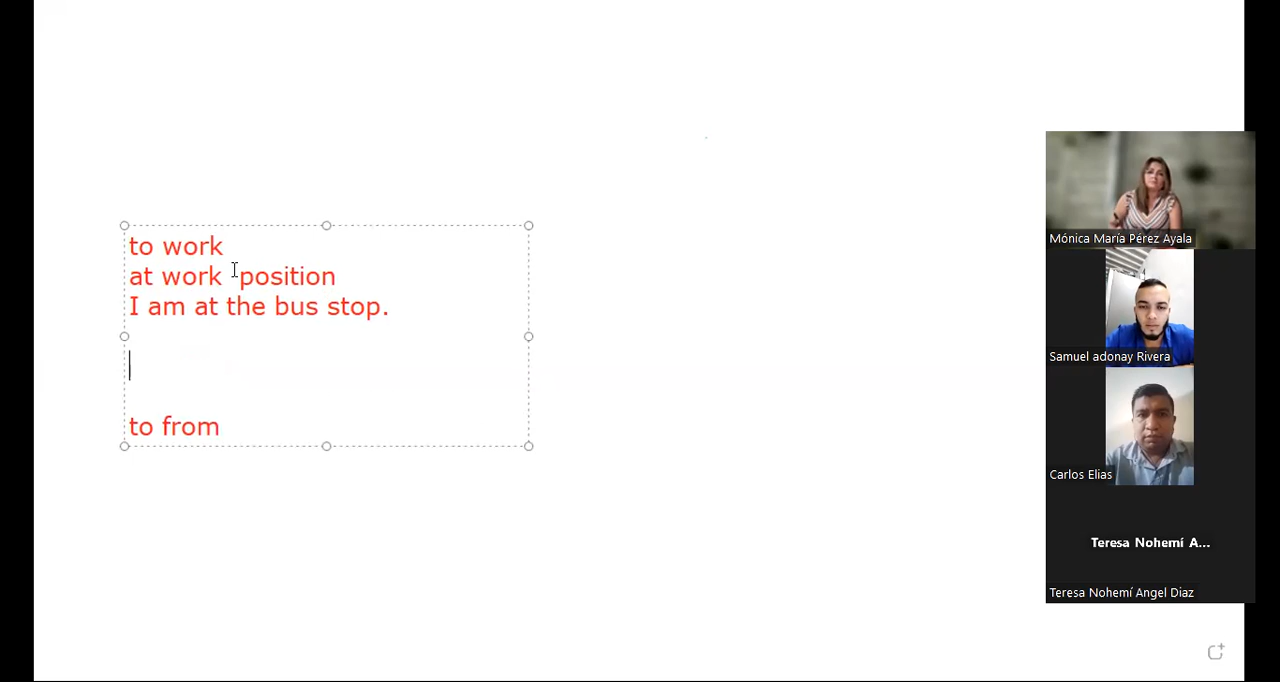 to work
at work position
I am at the bus stop.
to from
Mónica María Pérez Ayala
Samuel adonay Rivera
Carlos Elias
Teresa Nohemí A...
Teresa Nohemí Angel Diaz